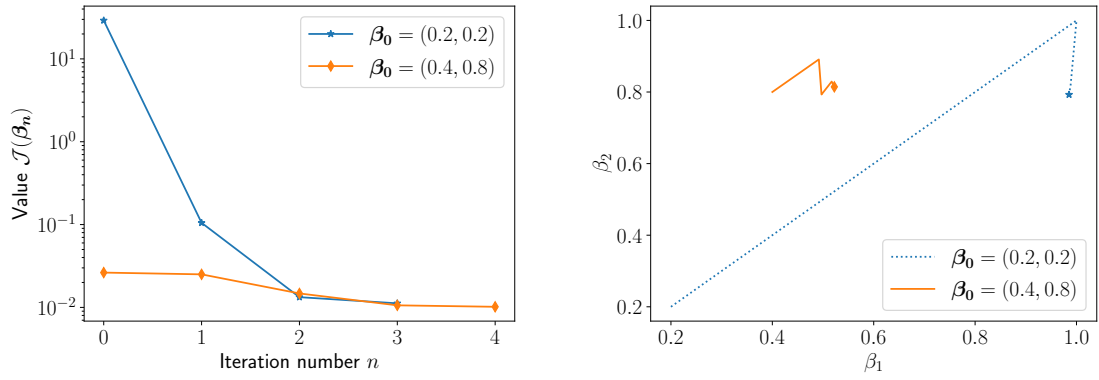 10¹
10⁰
10⁻¹
10⁻²
Value 𝒥(βₙ)
0 1 2 3 4
Iteration number n
β₀ = (0.2, 0.2)
β₀ = (0.4, 0.8)
1.0
0.8
0.6
0.4
0.2
β₂
0.2 0.4 0.6 0.8 1.0
β₁
β₀ = (0.2, 0.2)
β₀ = (0.4, 0.8)